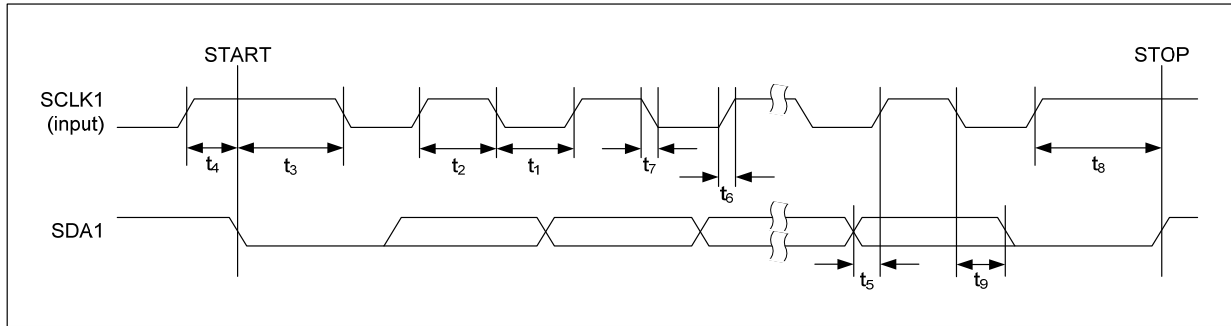 START STOP
SCLK1
(input)
t4 t3 t2 t1 t7 t6 t8
SDA1
t5 t9